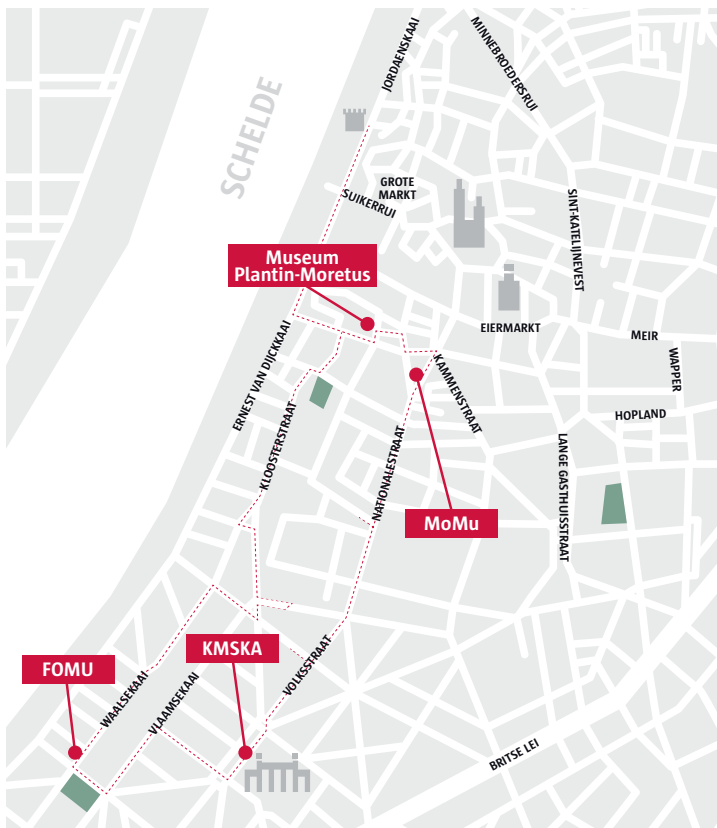 JORDAENSKAAI
MINNEBROEDERSRUI
SCHELDE
GROTE
MARKT
SUIKERRUI
SINT-KATELIJNEVEST
Museum
Plantin-Moretus
EIERMARKT
MEIR
WAPPER
ERNEST VAN DIJCKKAAI
KAMMENSTRAAT
HOPLAND
KLOOSTERSTRAAT
NATIONALESTRAAT
LANGE GASTHUISSTRAAT
MoMu
KMSKA
FOMU
VOLKSSTRAAT
WAALSEKAAI
VLAAMSEKAAI
BRITSE LEI